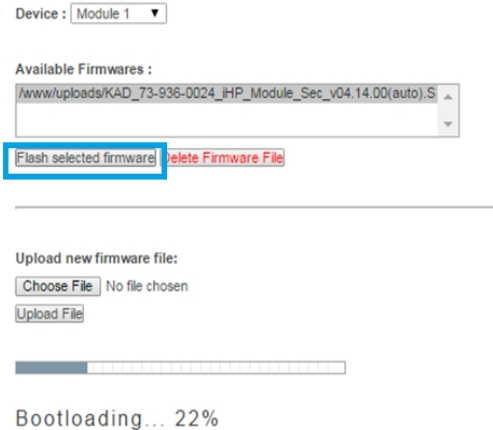 Device : Module 1
Available Firmwares :
/www/uploads/KAD_73-936-0024_iHP_Module_Sec_v04.14.00(auto).S
Flash selected firmware Delete Firmware File
Upload new firmware file:
Choose File No file chosen
Upload File
Bootloading... 22%